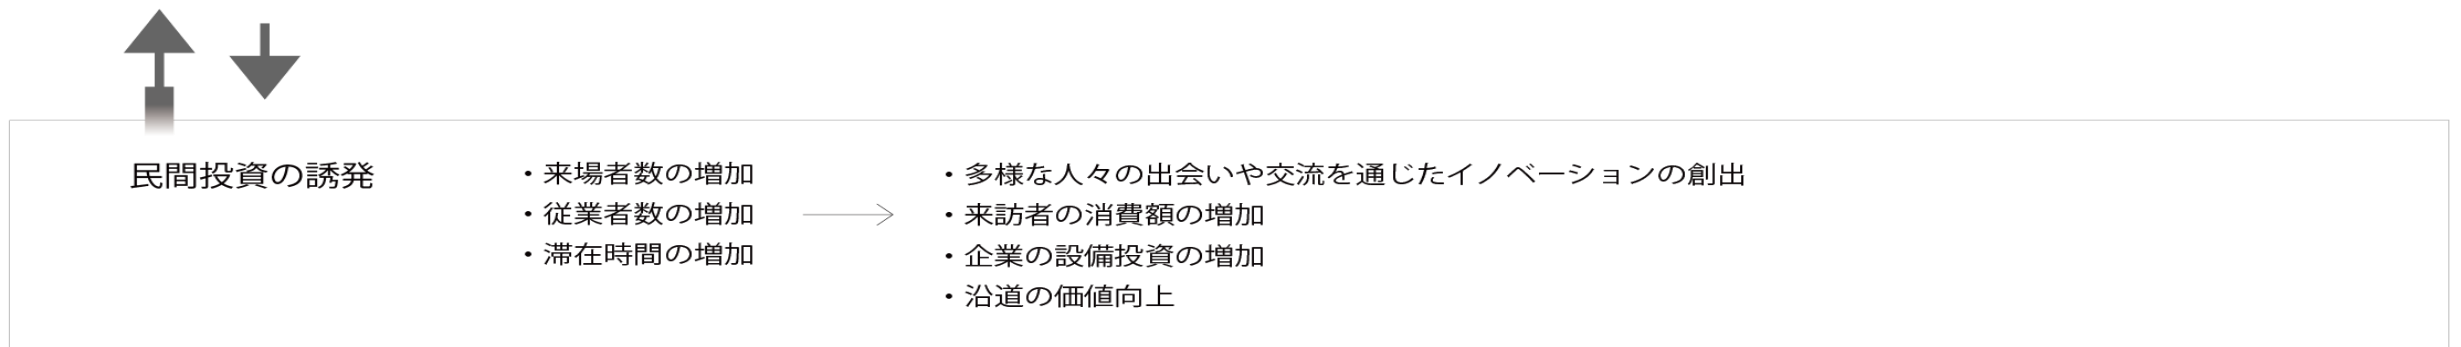 民間投資の誘発
・来場者数の増加
・従業者数の増加
・滞在時間の増加
・多様な人々の出会いや交流を通じたイノベーションの創出
・来訪者の消費額の増加
・企業の設備投資の増加
・沿道の価値向上